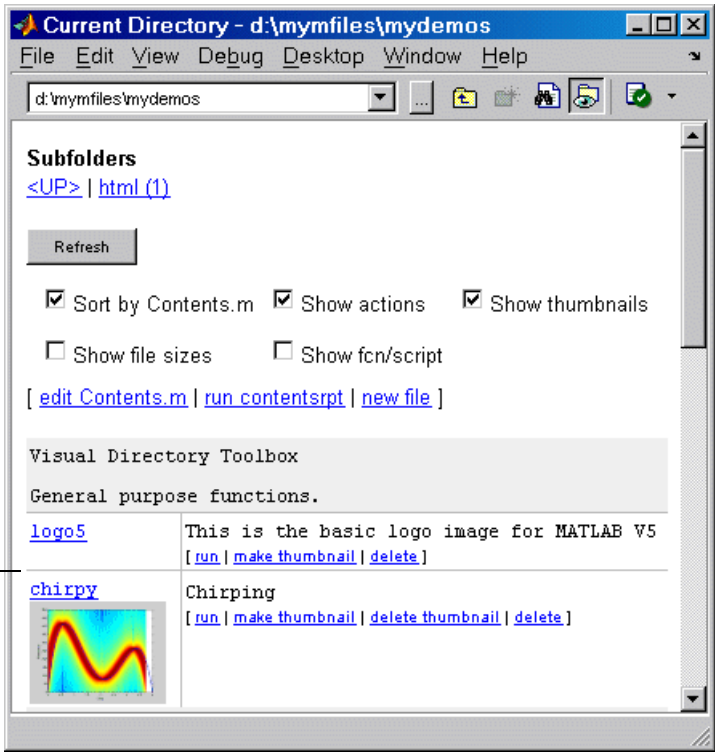 Current Directory - d:\mymfiles\mydemos
File Edit View Debug Desktop Window Help
d:\mymfiles\mydemos ...
Subfolders
<UP> | html (1)
Refresh
Sort by Contents.m Show actions Show thumbnails
Show file sizes Show fcn/script
[ edit Contents.m | run contentsrpt | new file ]
Visual Directory Toolbox
General purpose functions.
logo5 This is the basic logo image for MATLAB V5
[ run | make thumbnail | delete ]
chirpy Chirping
[ run | make thumbnail | delete thumbnail | delete ]